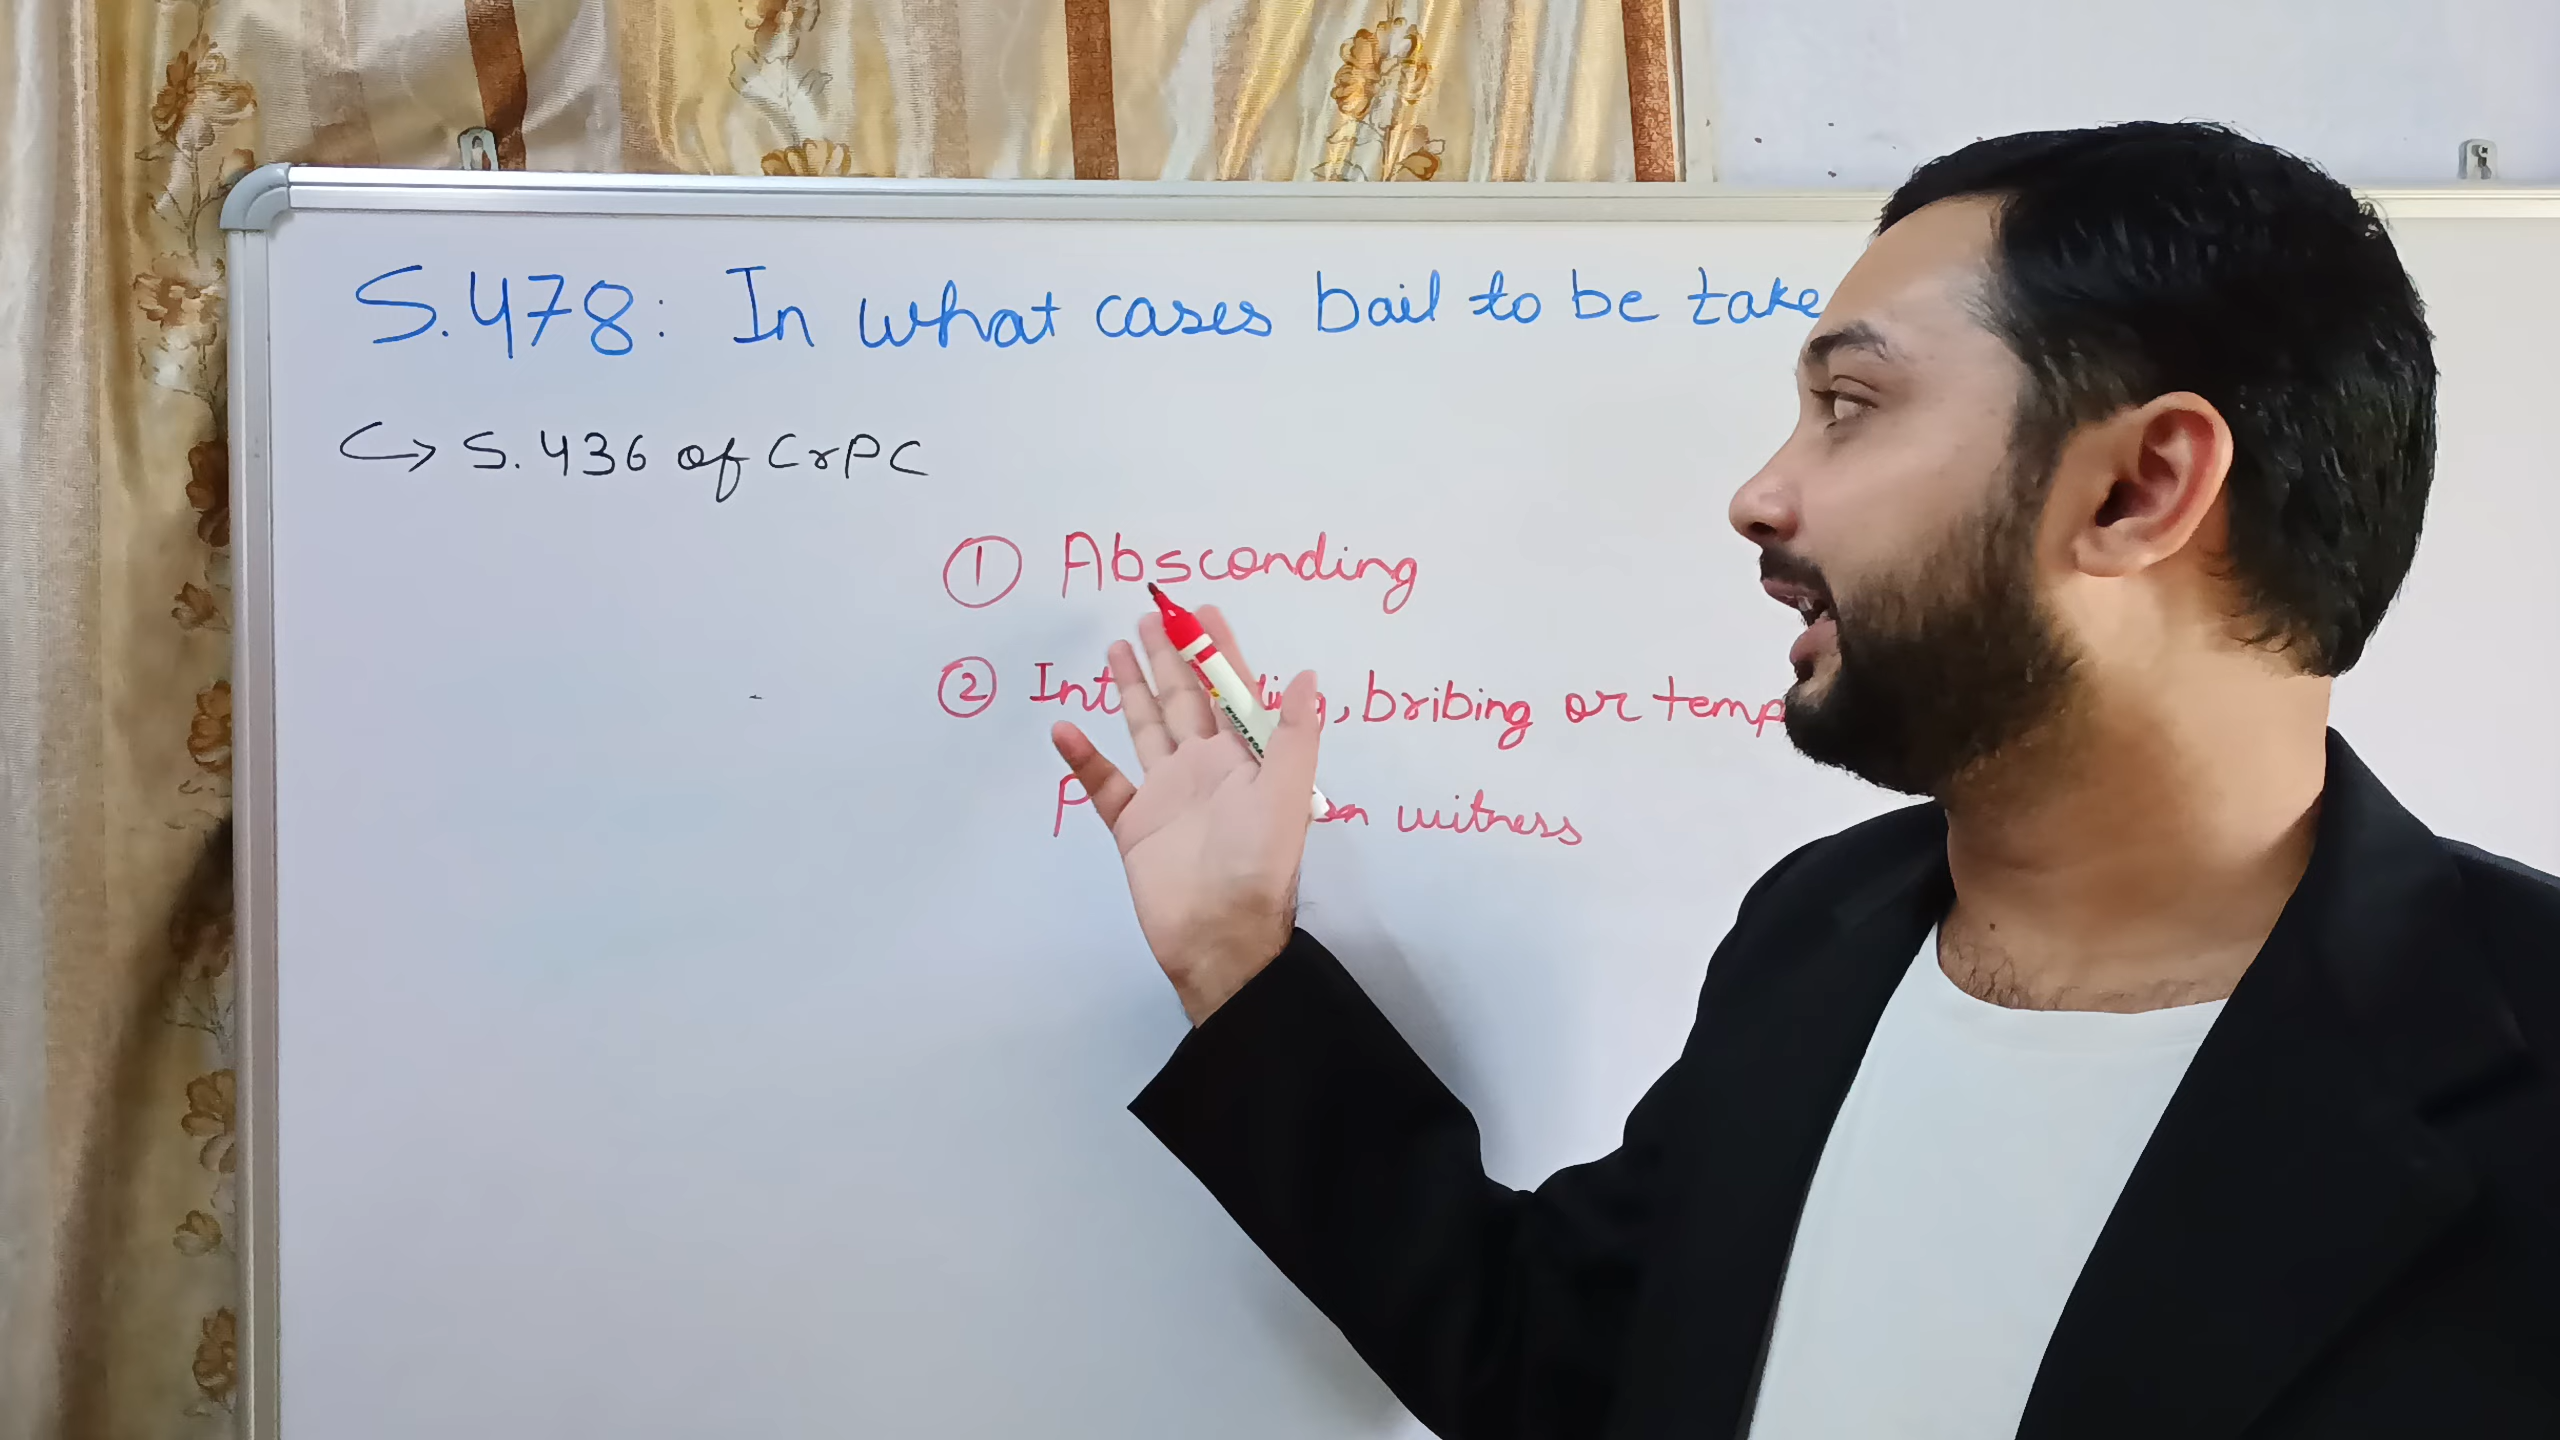 S.478: In what cases bail to be take
↪ S.436 of CrPC
① Absconding
② Int ding, bribing or temp
witness